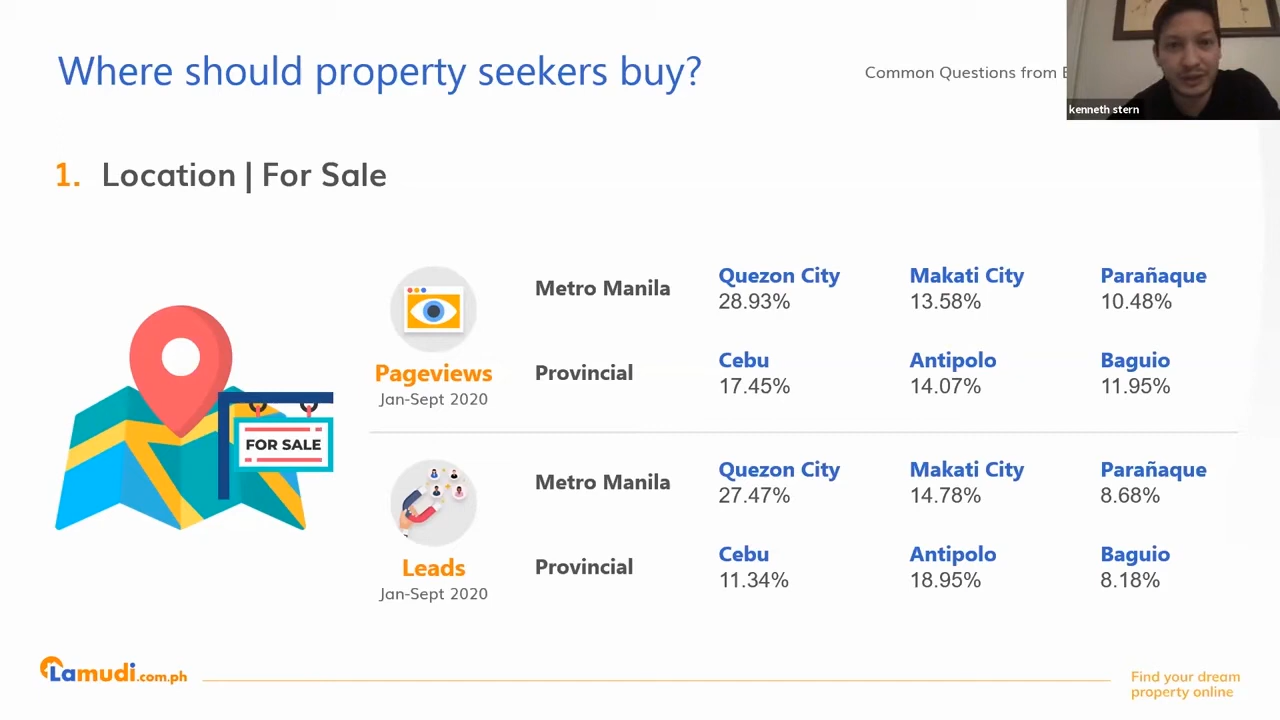 Where should property seekers buy?
Common Questions from
kenneth stern
1. Location | For Sale
Metro Manila
Quezon City
28.93%
Makati City
13.58%
Parañaque
10.48%
Pageviews
Jan-Sept 2020
Provincial
Cebu
17.45%
Antipolo
14.07%
Baguio
11.95%
FOR SALE
Metro Manila
Quezon City
27.47%
Makati City
14.78%
Parañaque
8.68%
Leads
Jan-Sept 2020
Provincial
Cebu
11.34%
Antipolo
18.95%
Baguio
8.18%
Lamudi.com.ph
Find your dream
property online